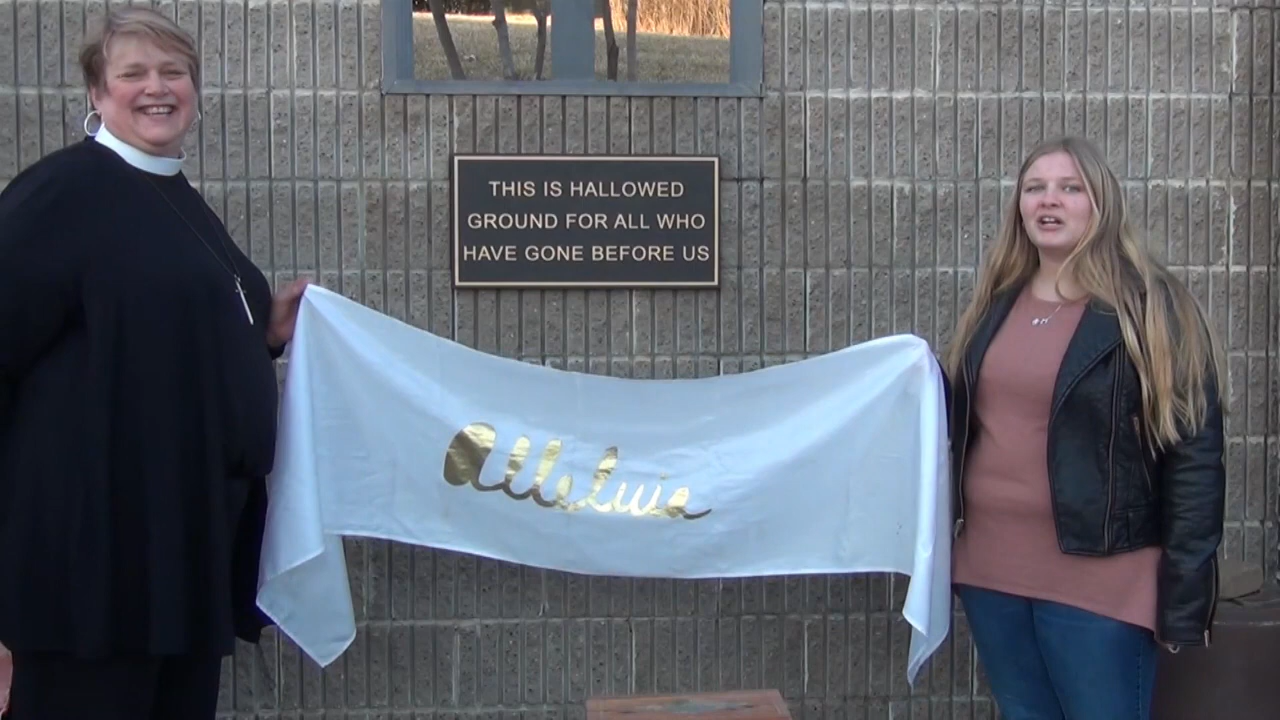 THIS IS HALLOWED
GROUND FOR ALL WHO
HAVE GONE BEFORE US
alleluia